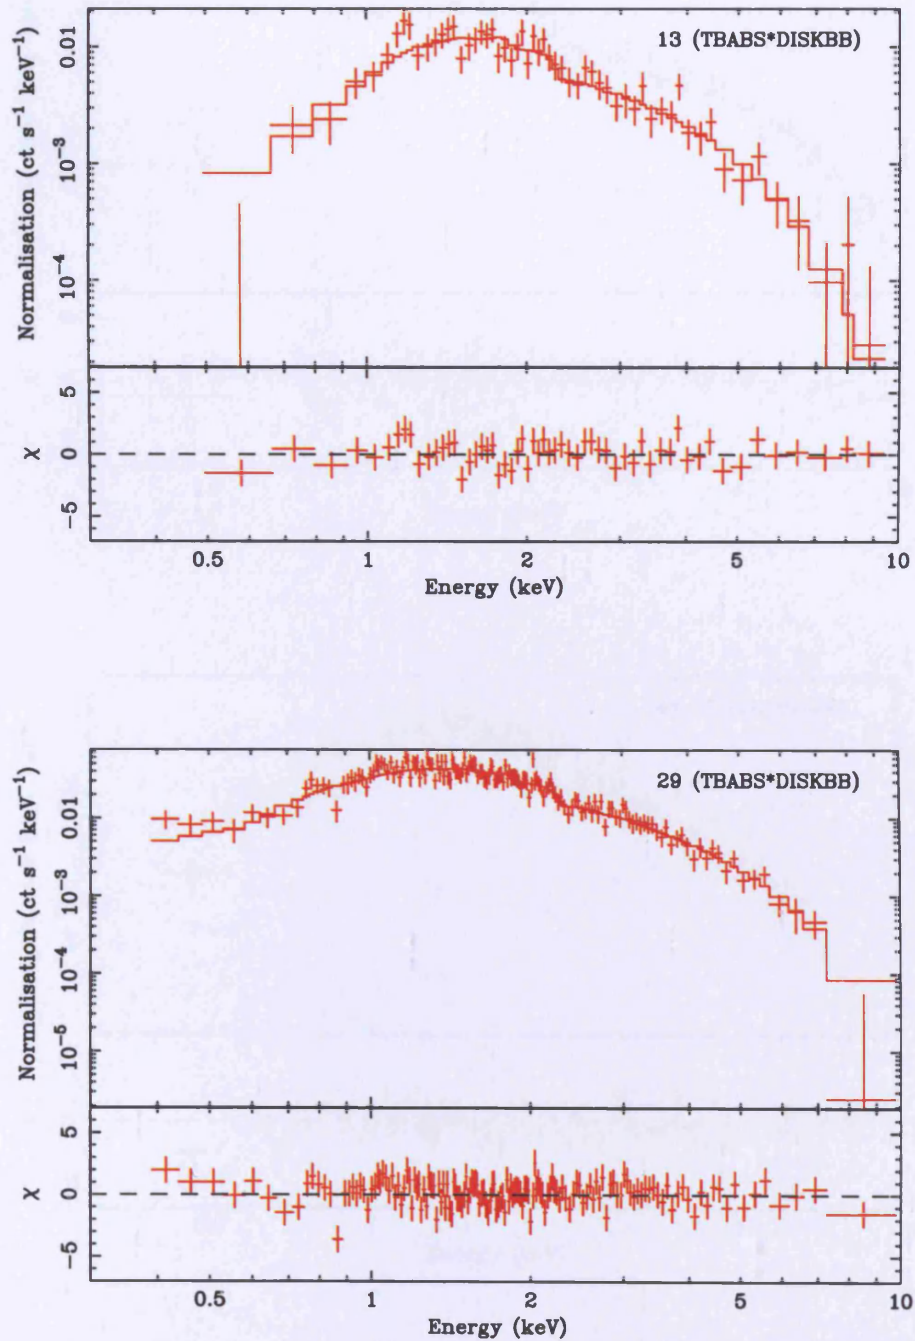 13 (TBABS*DISKBB)
Normalisation (ct s⁻¹ keV⁻¹)
0.01
10⁻³
10⁻⁴
χ
5
0
−5
0.5 1 2 5 10
Energy (keV)
29 (TBABS*DISKBB)
Normalisation (ct s⁻¹ keV⁻¹)
0.01
10⁻³
10⁻⁴
10⁻⁵
χ
5
0
−5
0.5 1 2 5 10
Energy (keV)